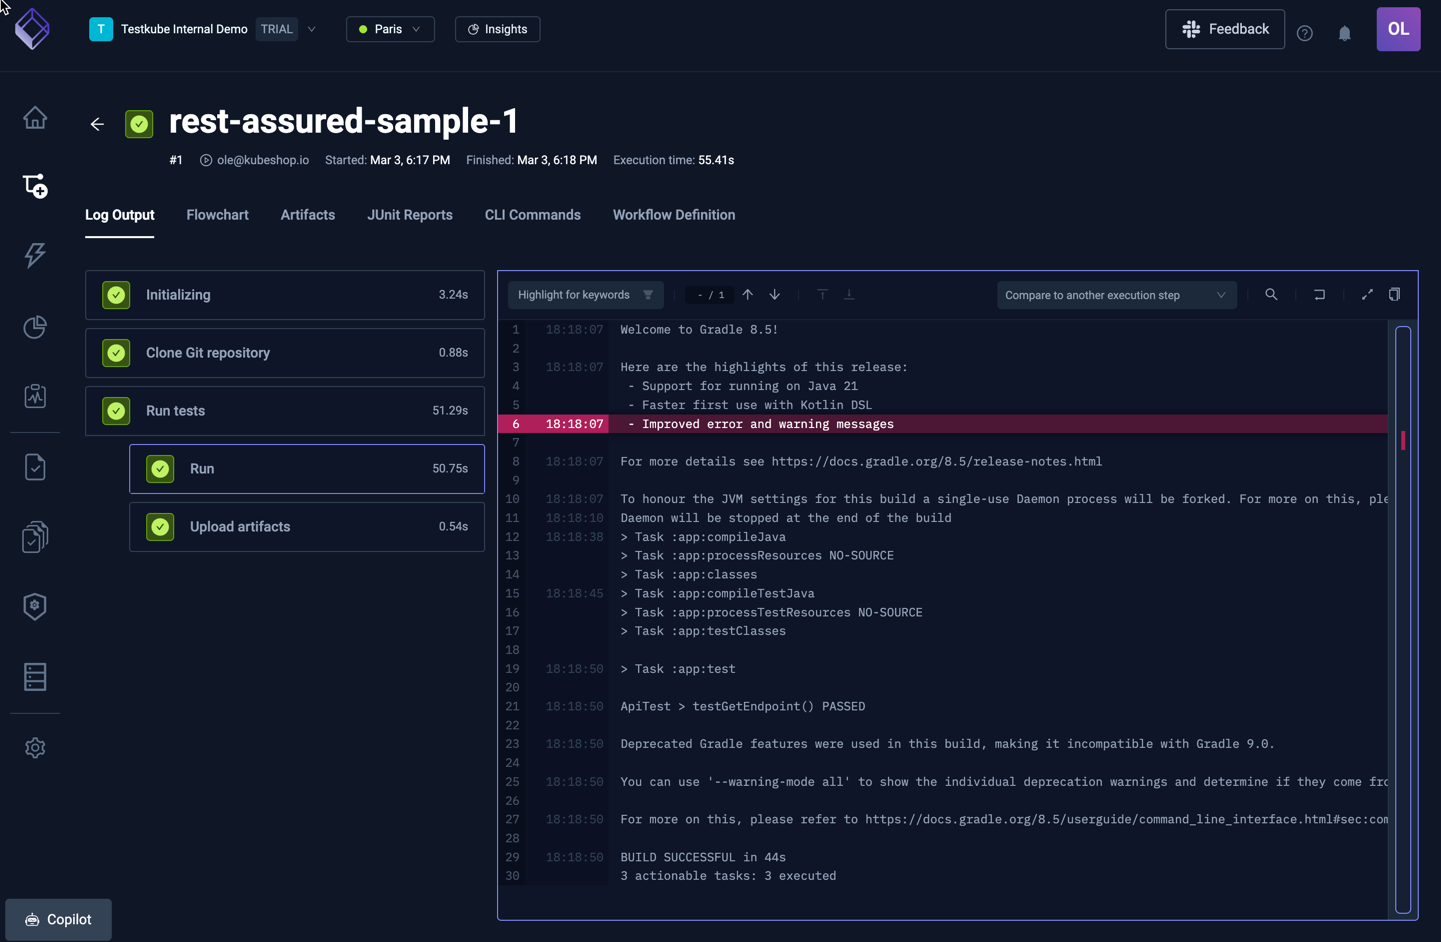 T Testkube Internal Demo TRIAL Paris Insights Feedback OL
rest-assured-sample-1
#1 ole@kubeshop.io Started: Mar 3, 6:17 PM Finished: Mar 3, 6:18 PM Execution time: 55.41s
Log Output Flowchart Artifacts JUnit Reports CLI Commands Workflow Definition
Initializing 3.24s
Clone Git repository 0.88s
Run tests 51.29s
Run 50.75s
Upload artifacts 0.54s
Highlight for keywords - / 1 Compare to another execution step
1 18:18:07 Welcome to Gradle 8.5!
2
3 18:18:07 Here are the highlights of this release:
4 - Support for running on Java 21
5 - Faster first use with Kotlin DSL
6 18:18:07 - Improved error and warning messages
7
8 18:18:07 For more details see https://docs.gradle.org/8.5/release-notes.html
9
10 18:18:07 To honour the JVM settings for this build a single-use Daemon process will be forked. For more on this, ple
11 18:18:10 Daemon will be stopped at the end of the build
12 18:18:38 > Task :app:compileJava
13 > Task :app:processResources NO-SOURCE
14 > Task :app:classes
15 18:18:45 > Task :app:compileTestJava
16 > Task :app:processTestResources NO-SOURCE
17 > Task :app:testClasses
18
19 18:18:50 > Task :app:test
20
21 18:18:50 ApiTest > testGetEndpoint() PASSED
22
23 18:18:50 Deprecated Gradle features were used in this build, making it incompatible with Gradle 9.0.
24
25 18:18:50 You can use '--warning-mode all' to show the individual deprecation warnings and determine if they come fro
26
27 18:18:50 For more on this, please refer to https://docs.gradle.org/8.5/userguide/command_line_interface.html#sec:com
28
29 18:18:50 BUILD SUCCESSFUL in 44s
30 3 actionable tasks: 3 executed
Copilot